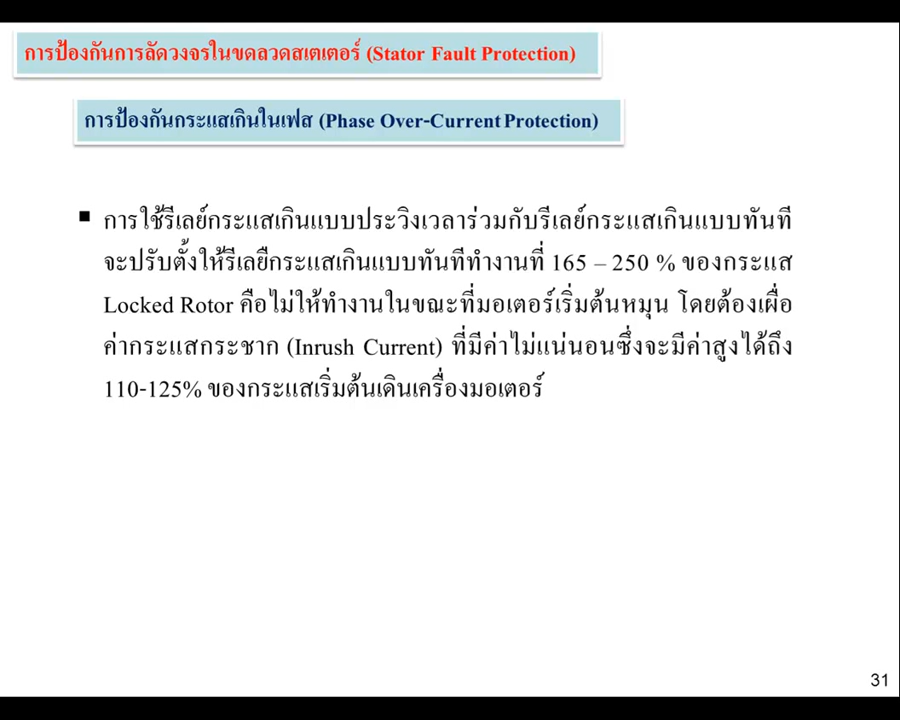 การป้องกันการลัดวงจรในขดลวดสเตเตอร์ (Stator Fault Protection)
การป้องกันกระแสเกินในเฟส (Phase Over-Current Protection)
▪ การใช้รีเลย์กระแสเกินแบบประวิงเวลาร่วมกับรีเลย์กระแสเกินแบบทันที
จะปรับตั้งให้รีเลยืกระแสเกินแบบทันทีทำงานที่ 165 – 250 % ของกระแส
Locked Rotor คือไม่ให้ทำงานในขณะที่มอเตอร์เริ่มต้นหมุน โดยต้องเผื่อ
ค่ากระแสกระชาก (Inrush Current) ที่มีค่าไม่แน่นอนซึ่งจะมีค่าสูงได้ถึง
110-125% ของกระแสเริ่มต้นเดินเครื่องมอเตอร์
31